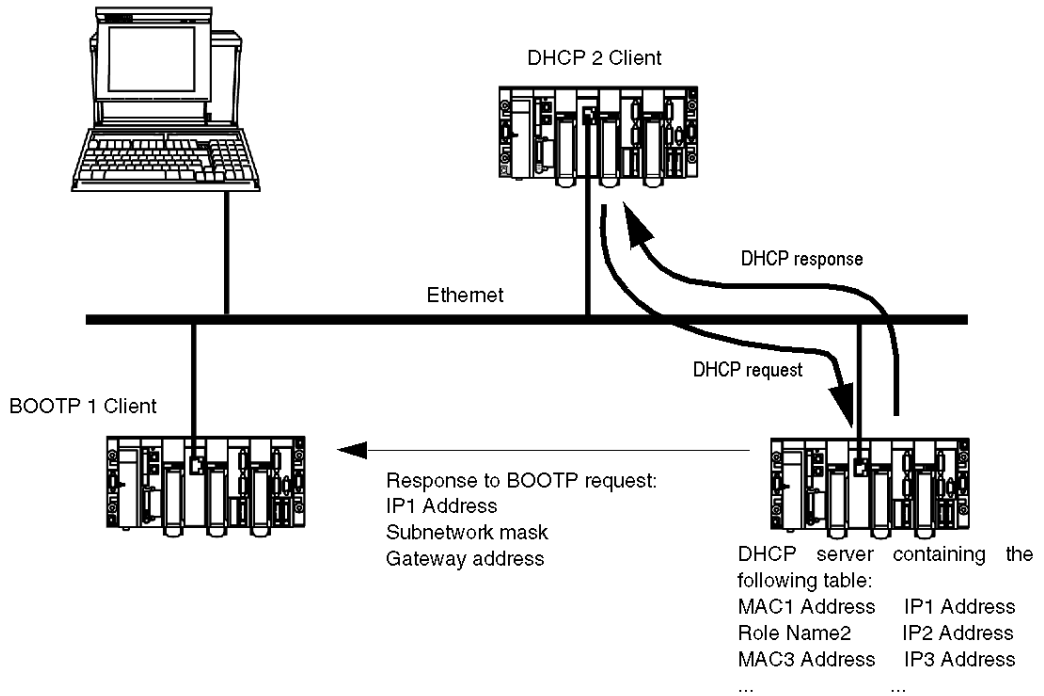 DHCP 2 Client
DHCP response
Ethernet
DHCP request
BOOTP 1 Client
Response to BOOTP request:
IP1 Address
Subnetwork mask
Gateway address
DHCP server containing the
following table:
MAC1 Address IP1 Address
Role Name2 IP2 Address
MAC3 Address IP3 Address
... ...